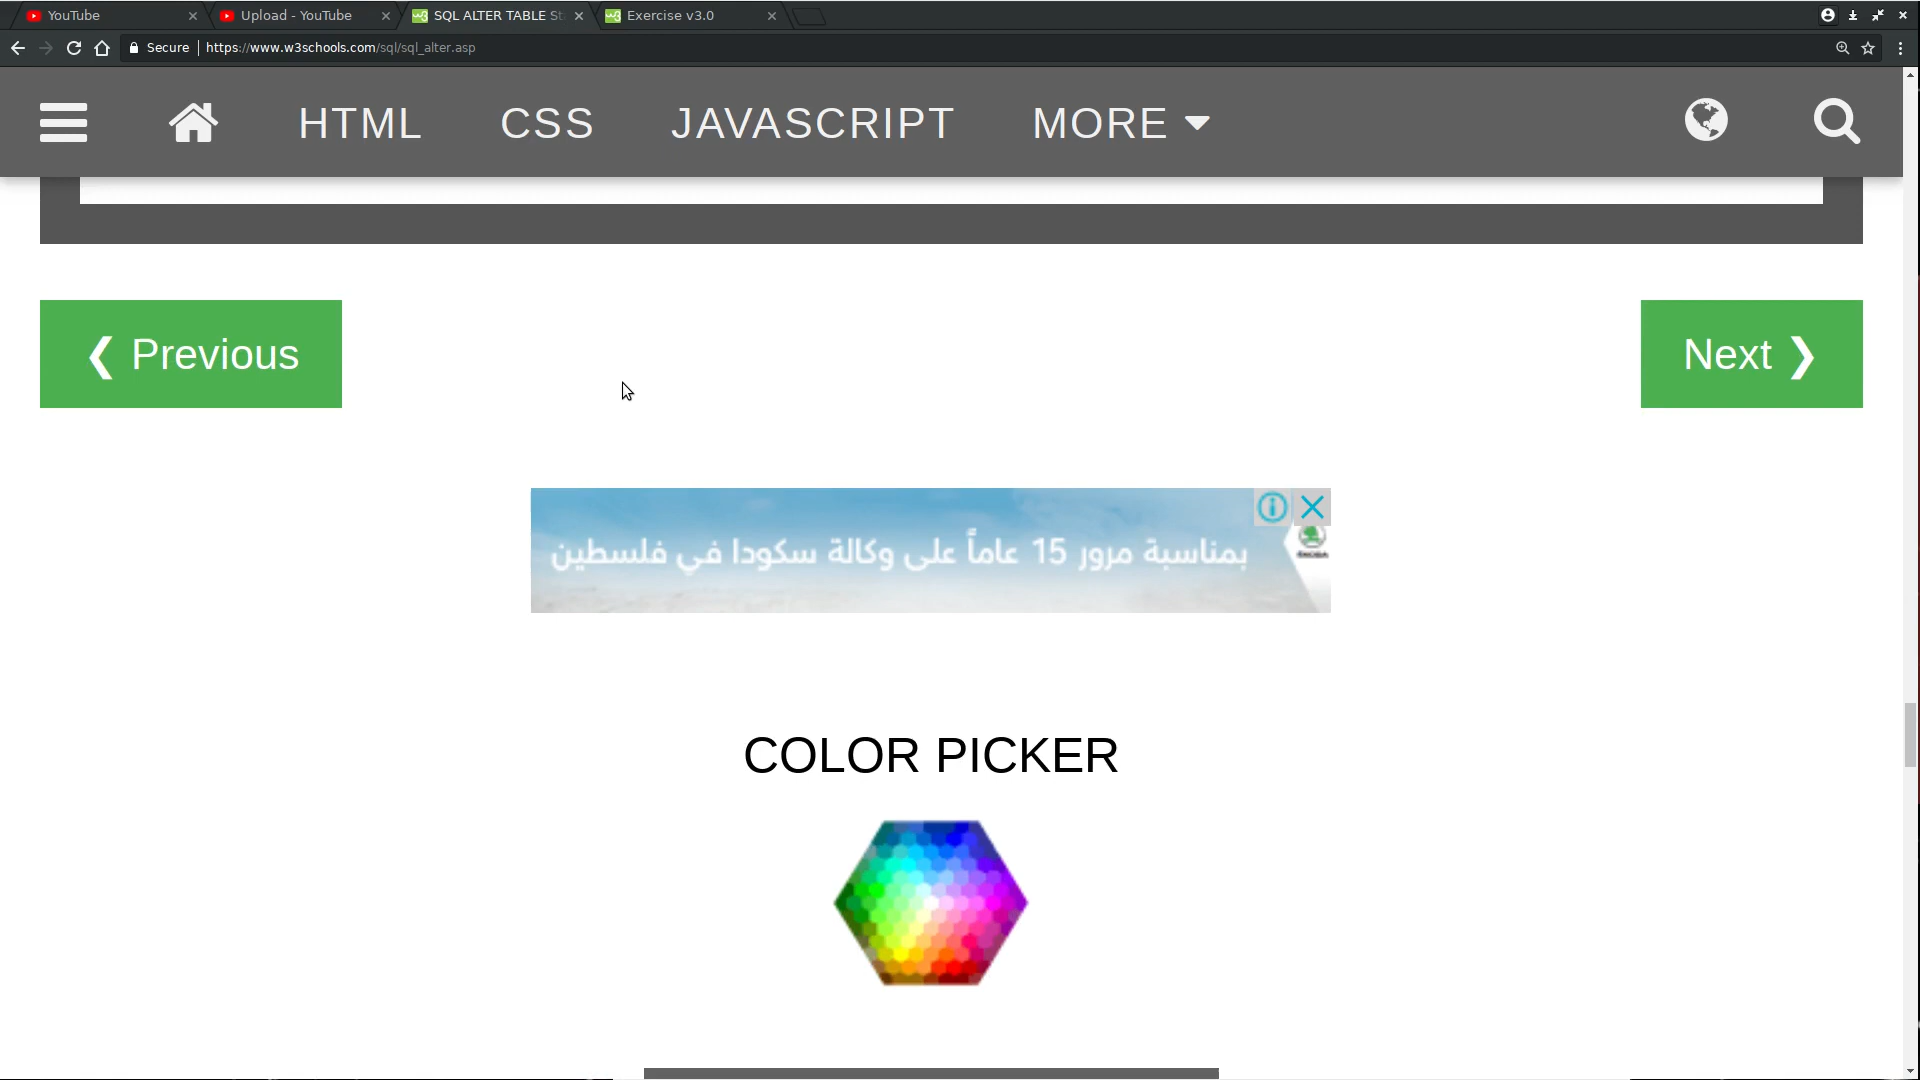 YouTube
Upload - YouTube
SQL ALTER TABLE St
Exercise v3.0
Secure
https://www.w3schools.com/sql/sql_alter.asp
HTML CSS JAVASCRIPT MORE
❮ Previous
Next ❯
بمناسبة مرور 15 عاماً على وكالة سكودا في فلسطين
ŠKODA
COLOR PICKER